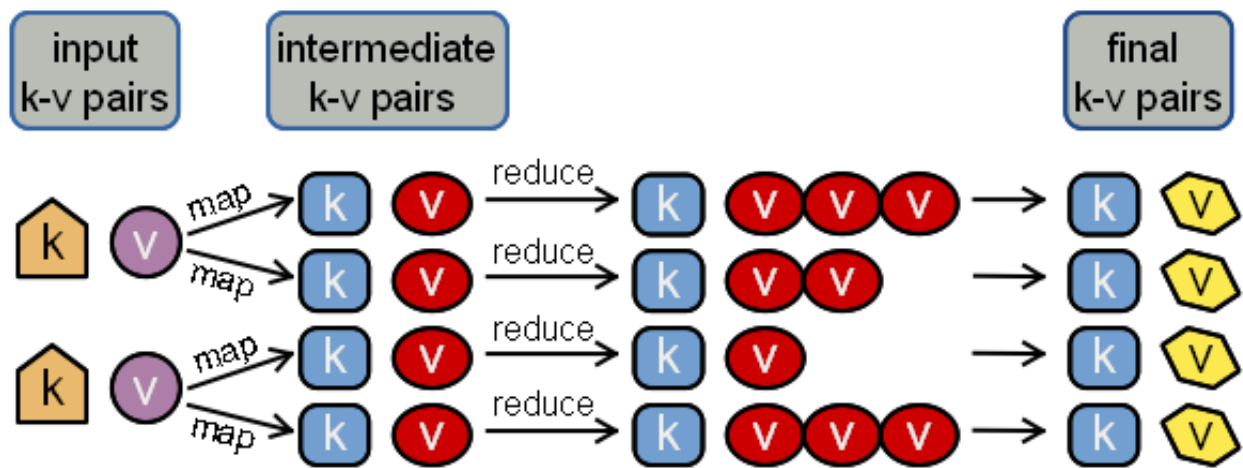 input
k-v pairs
intermediate
k-v pairs
final
k-v pairs
k v map k v reduce k v v v k v
map k v reduce k v v k v
k v map k v reduce k v k v
map k v reduce k v v v k v